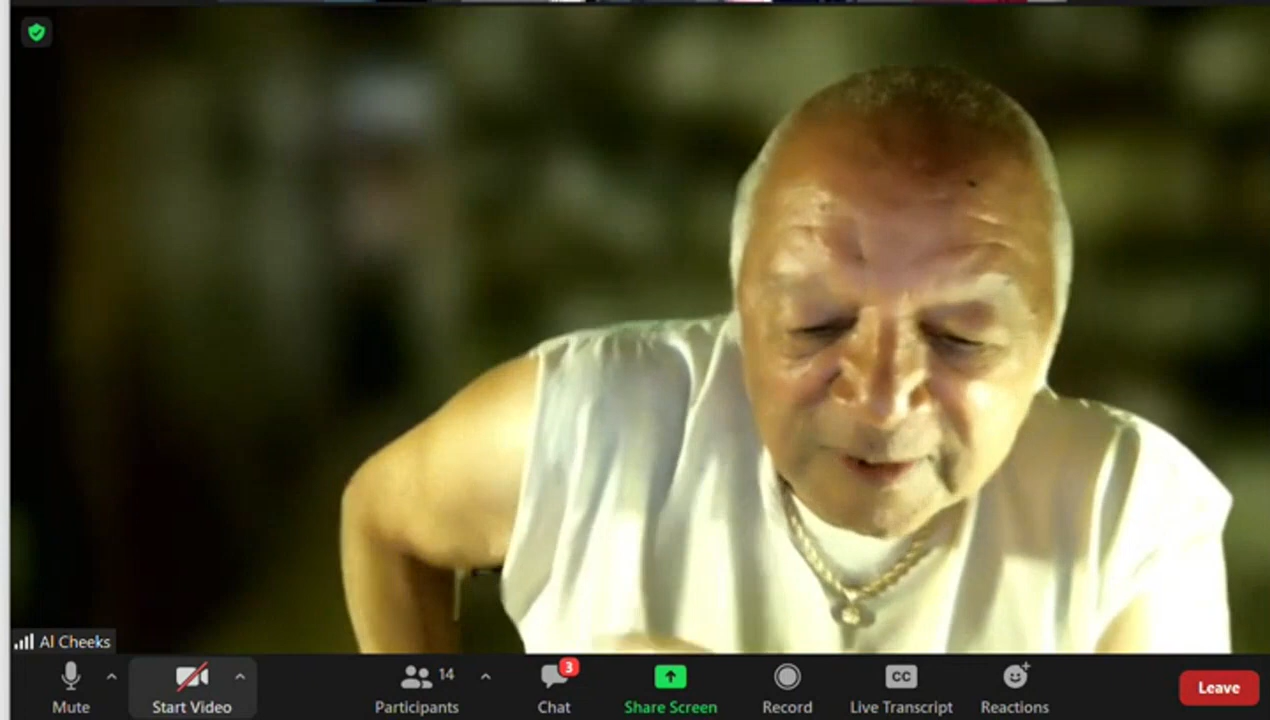 Al Cheeks
14
3
CC
Mute
Start Video
Participants
Chat
Share Screen
Record
Live Transcript
Reactions
Leave